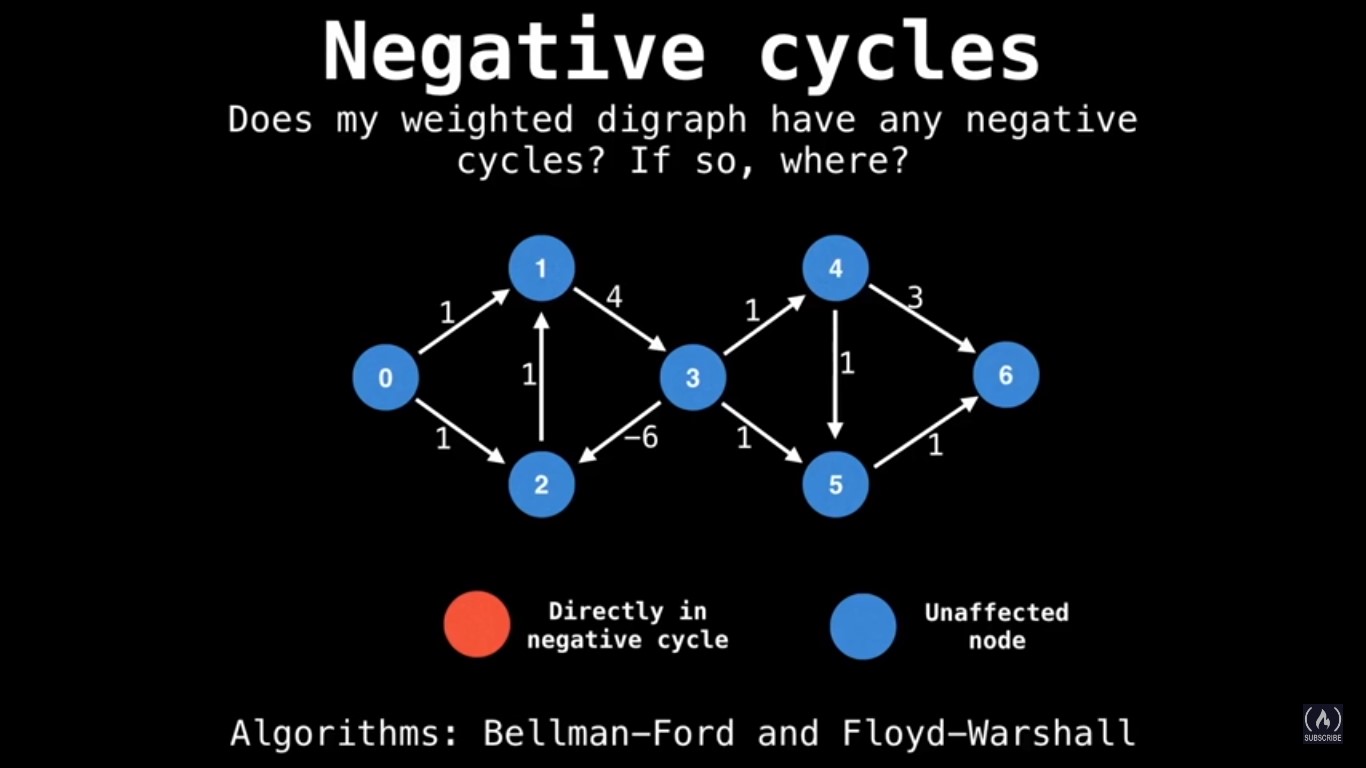 Negative cycles
Does my weighted digraph have any negative
cycles? If so, where?
1
4
1
4
1
3
0
1
1
3
1
6
1
−6
1
1
2
5
Directly in
negative cycle
Unaffected
node
Algorithms: Bellman−Ford and Floyd−Warshall
SUBSCRIBE